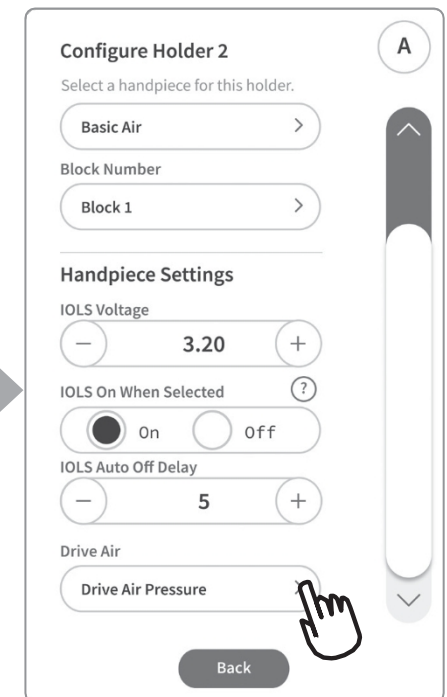 Configure Holder 2
A
Select a handpiece for this holder.
Basic Air
Block Number
Block 1
Handpiece Settings
IOLS Voltage
3.20
IOLS On When Selected
?
On Off
IOLS Auto Off Delay
5
Drive Air
Drive Air Pressure
Back